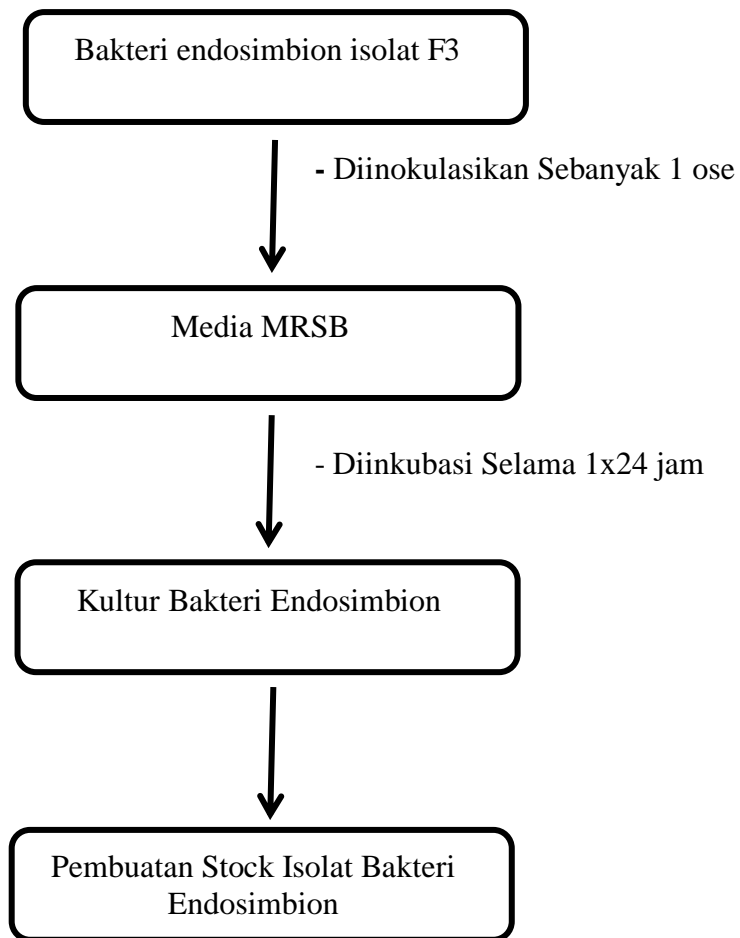 Bakteri endosimbion isolat F3
- Diinokulasikan Sebanyak 1 ose
Media MRSB
- Diinkubasi Selama 1x24 jam
Kultur Bakteri Endosimbion
Pembuatan Stock Isolat Bakteri
Endosimbion